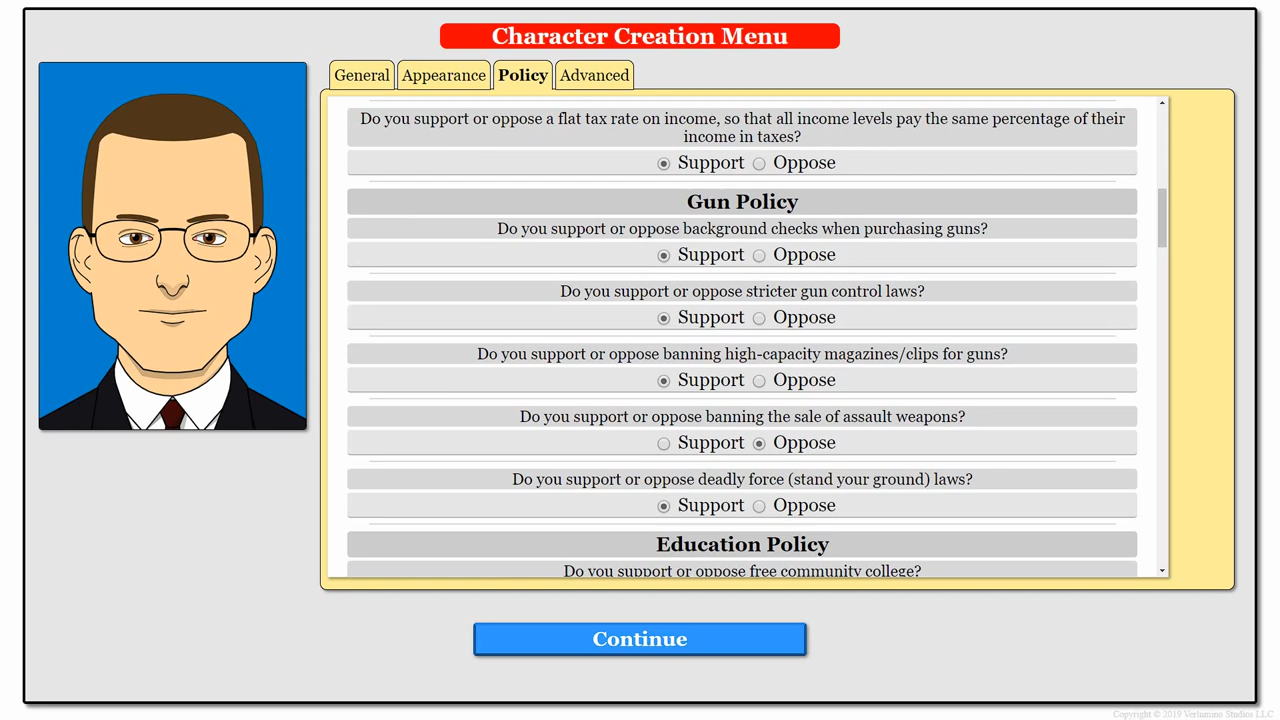 Character Creation Menu
General Appearance Policy Advanced
Do you support or oppose a flat tax rate on income, so that all income levels pay the same percentage of their
income in taxes?
Support Oppose
Gun Policy
Do you support or oppose background checks whn purchasing guns?
Support Oppose
Do you support or oppose stricter gun control laws?
Support Oppose
Do you support or oppose banning high-capacity magazines/clips for guns?
Support Oppose
Do you support or oppose banning the sale of assault weapons?
Support Oppose
Do you support or oppose deadly force (stand your ground) laws?
Support Oppose
Education Policy
Do you support or oppose free community college?
Continue
Copyright © 2019 Verlumino Studios LLC